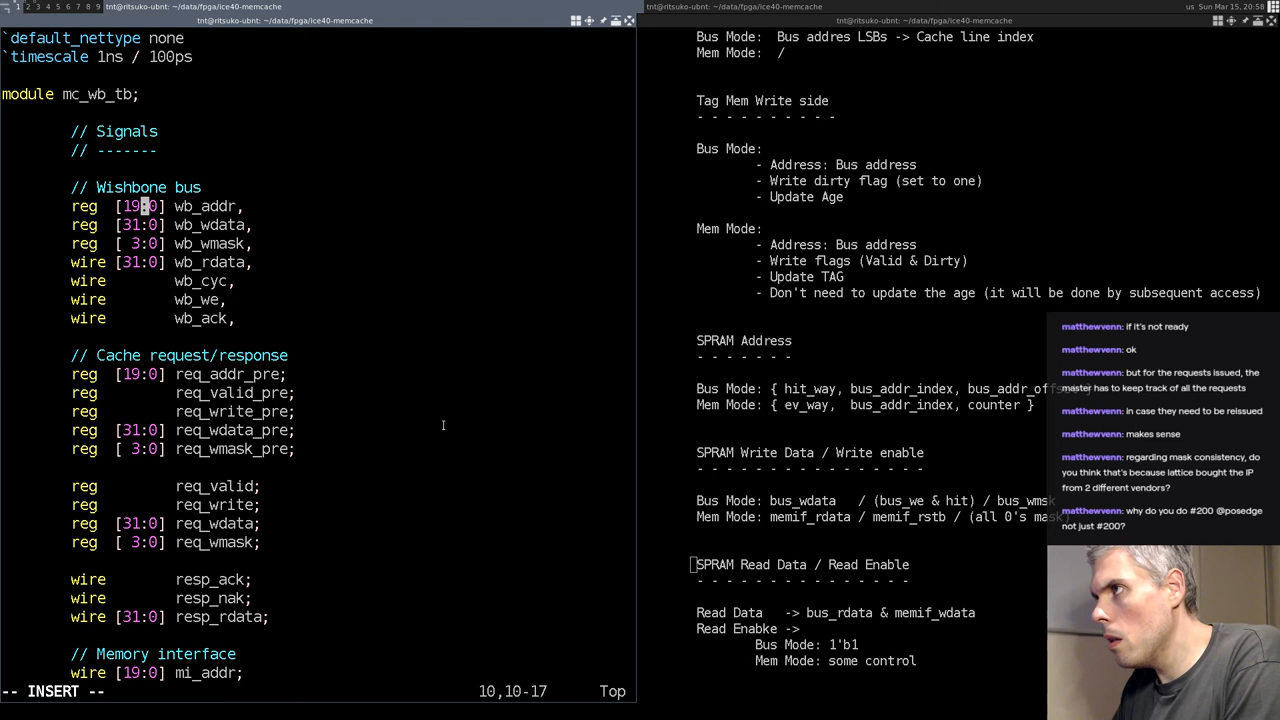 1 2 3 4 5 6 7 8 9 tnt@ritsuko-ubnt: ~/data/fpga/ice40-memcache
tnt@ritsuko-ubnt: ~/data/fpga/ice40-memcache
us Sun Mar 15, 20:58
tnt@ritsuko-ubnt: ~/data/fpga/ice40-memcache
tnt@ritsuko-ubnt: ~/data/fpga/ice40-memcache
`default_nettype none
`timescale 1ns / 100ps
module mc_wb_tb;
// Signals
// -------
// Wishbone bus
reg [19:0] wb_addr,
reg [31:0] wb_wdata,
reg [ 3:0] wb_wmask,
wire [31:0] wb_rdata,
wire wb_cyc,
wire wb_we,
wire wb_ack,
// Cache request/response
reg [19:0] req_addr_pre;
reg req_valid_pre;
reg req_write_pre;
reg [31:0] req_wdata_pre;
reg [ 3:0] req_wmask_pre;
reg req_valid;
reg req_write;
reg [31:0] req_wdata;
reg [ 3:0] req_wmask;
wire resp_ack;
wire resp_nak;
wire [31:0] resp_rdata;
// Memory interface
wire [19:0] mi_addr;
-- INSERT -- 10,10-17 Top
Bus Mode: Bus addres LSBs -> Cache line index
Mem Mode: /
Tag Mem Write side
- - - - - - - - - -
Bus Mode:
- Address: Bus address
- Write dirty flag (set to one)
- Update Age
Mem Mode:
- Address: Bus address
- Write flags (Valid & Dirty)
- Update TAG
- Don't need to update the age (it will be done by subsequent access)
SPRAM Address
- - - - - - -
Bus Mode: { hit_way, bus_addr_index, bus_addr_offset }
Mem Mode: { ev_way, bus_addr_index, counter }
SPRAM Write Data / Write enable
- - - - - - - - - - - - - - - -
Bus Mode: bus_wdata / (bus_we & hit) / bus_wmsk
Mem Mode: memif_rdata / memif_rstb / (all 0's mask)
SPRAM Read Data / Read Enable
- - - - - - - - - - - - - - -
Read Data -> bus_rdata & memif_wdata
Read Enabke ->
Bus Mode: 1'b1
Mem Mode: some control
matthewvenn: if it's not ready
matthewvenn: ok
matthewvenn: but for the requests issued, the
master has to keep track of all the requests
matthewvenn: in case they need to be reissued
matthewvenn: makes sense
matthewvenn: regarding mask consistency, do
you think that's because lattice bought the IP
from 2 different vendors?
matthewvenn: why do you do #200 @posedge
not just #200?